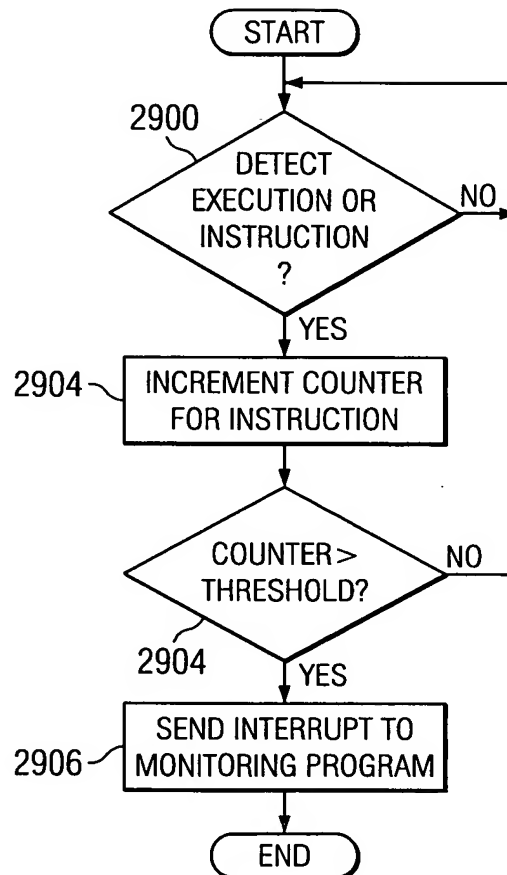 START
2900
DETECT
EXECUTION OR
INSTRUCTION
?
NO
YES
2904
INCREMENT COUNTER
FOR INSTRUCTION
COUNTER >
THRESHOLD?
NO
2904
YES
2906
SEND INTERRUPT TO
MONITORING PROGRAM
END